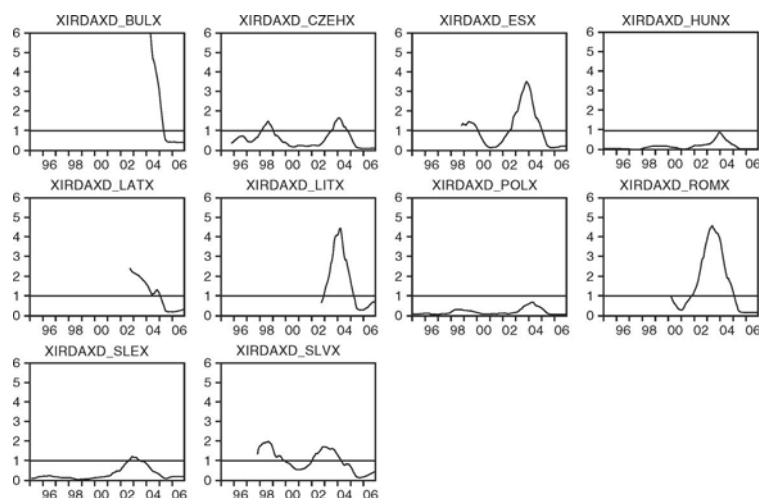 XIRDAXD_BULX XIRDAXD_CZEHX XIRDAXD_ESX XIRDAXD_HUNX
6 6 6 6
5 5 5 5
4 4 4 4
3 3 3 3
2 2 2 2
1 1 1 1
0 0 0 0
96 98 00 02 04 06 96 98 00 02 04 06 96 98 00 02 04 06 96 98 00 02 04 06
XIRDAXD_LATX XIRDAXD_LITX XIRDAXD_POLX XIRDAXD_ROMX
6 6 6 6
5 5 5 5
4 4 4 4
3 3 3 3
2 2 2 2
1 1 1 1
0 0 0 0
96 98 00 02 04 06 96 98 00 02 04 06 96 98 00 02 04 06 96 98 00 02 04 06
XIRDAXD_SLEX XIRDAXD_SLVX
6 6
5 5
4 4
3 3
2 2
1 1
0 0
96 98 00 02 04 06 96 98 00 02 04 06